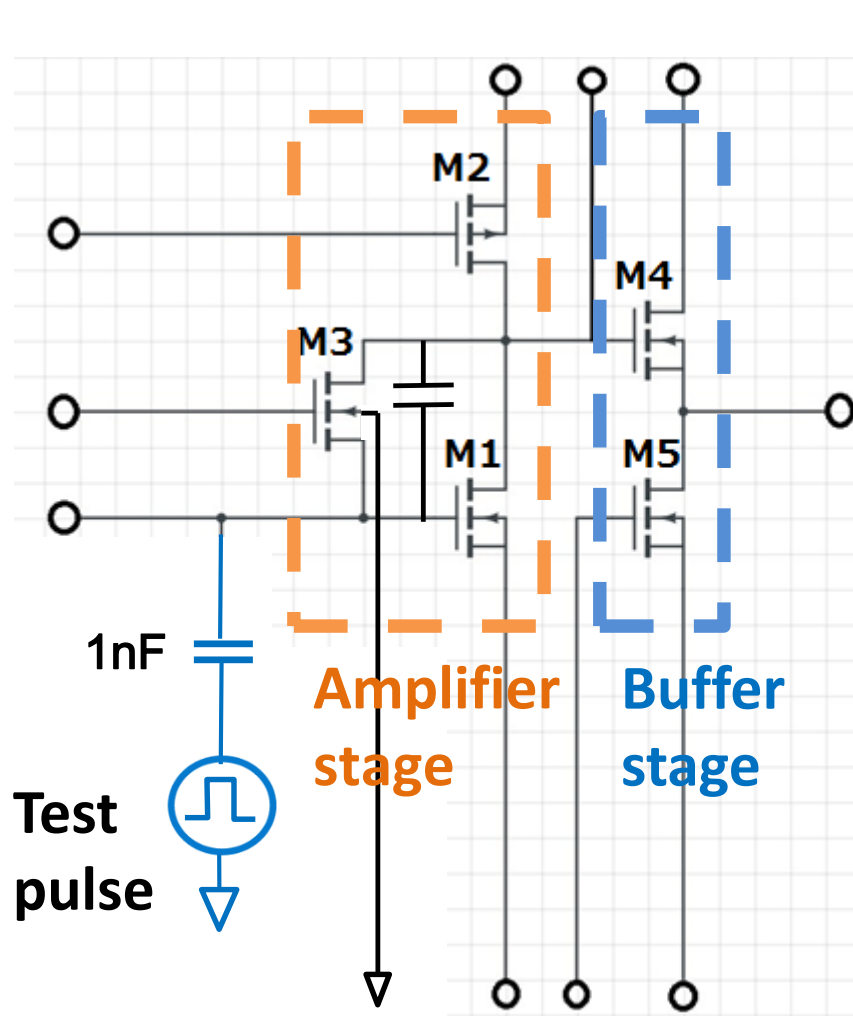 M2
M4
M3
M1
M5
1nF
Amplifier
stage
Buffer
stage
Test
pulse